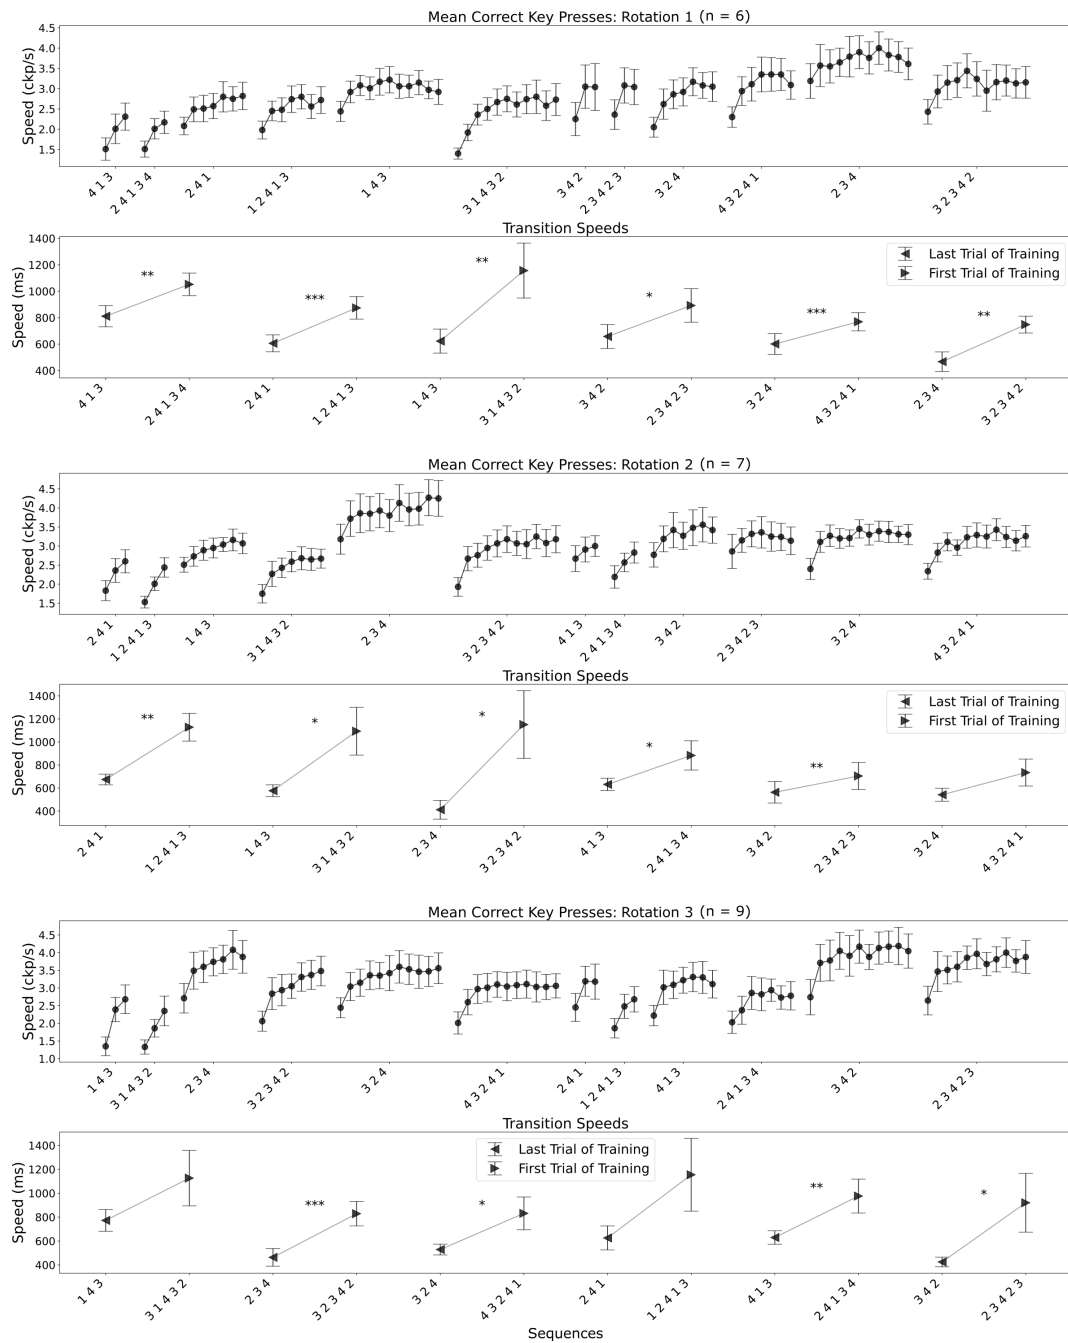 Mean Correct Key Presses: Rotation 1 (n = 6)
Speed (ckp/s)
4.5
4.0
3.5
3.0
2.5
2.0
1.5
4 1 3
2 4 1 3 4
2 4 1
1 2 4 1 3
1 4 3
3 1 4 3 2
3 4 2
2 3 4 2 3
3 2 4
4 3 2 4 1
2 3 4
3 2 3 4 2
Transition Speeds
Speed (ms)
1400
1200
1000
800
600
400
** *** ** * *** **
Last Trial of Training
First Trial of Training
4 1 3
2 4 1 3 4
2 4 1
1 2 4 1 3
1 4 3
3 1 4 3 2
3 4 2
2 3 4 2 3
3 2 4
4 3 2 4 1
2 3 4
3 2 3 4 2
Mean Correct Key Presses: Rotation 2 (n = 7)
Speed (ckp/s)
4.5
4.0
3.5
3.0
2.5
2.0
1.5
2 4 1
1 2 4 1 3
1 4 3
3 1 4 3 2
2 3 4
3 2 3 4 2
4 1 3
2 4 1 3 4
3 4 2
2 3 4 2 3
3 2 4
4 3 2 4 1
Transition Speeds
Speed (ms)
1400
1200
1000
800
600
400
** * * * **
Last Trial of Training
First Trial of Training
2 4 1
1 2 4 1 3
1 4 3
3 1 4 3 2
2 3 4
3 2 3 4 2
4 1 3
2 4 1 3 4
3 4 2
2 3 4 2 3
3 2 4
4 3 2 4 1
Mean Correct Key Presses: Rotation 3 (n = 9)
Speed (ckp/s)
4.5
4.0
3.5
3.0
2.5
2.0
1.5
1.0
1 4 3
3 1 4 3 2
2 3 4
3 2 3 4 2
3 2 4
4 3 2 4 1
2 4 1
1 2 4 1 3
4 1 3
2 4 1 3 4
3 4 2
2 3 4 2 3
Transition Speeds
Speed (ms)
1400
1200
1000
800
600
400
*** * ** *
Last Trial of Training
First Trial of Training
1 4 3
3 1 4 3 2
2 3 4
3 2 3 4 2
3 2 4
4 3 2 4 1
2 4 1
1 2 4 1 3
4 1 3
2 4 1 3 4
3 4 2
2 3 4 2 3
Sequences